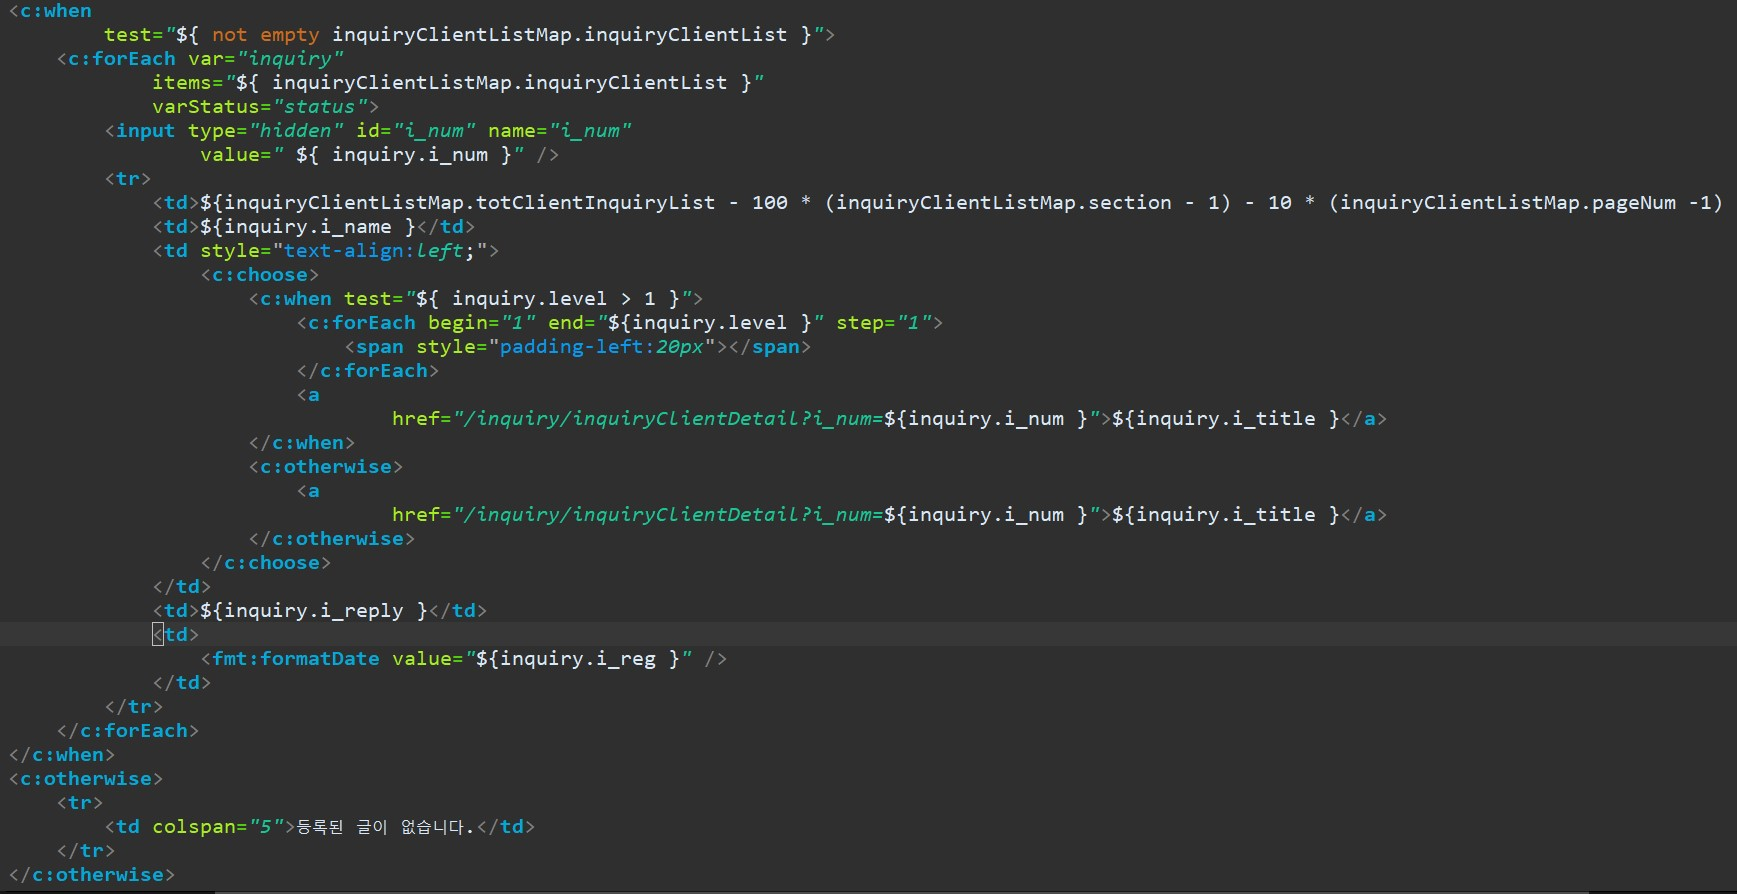 <c:when
test="${ not empty inquiryClientListMap.inquiryClientList }">
<c:forEach var="inquiry"
items="${ inquiryClientListMap.inquiryClientList }"
varStatus="status">
<input type="hidden" id="i_num" name="i_num"
value=" ${ inquiry.i_num }" />
<tr>
<td>${inquiryClientListMap.totClientInquiryList - 100 * (inquiryClientListMap.section - 1) - 10 * (inquiryClientListMap.pageNum -1)
<td>${inquiry.i_name }</td>
<td style="text-align:left;">
<c:choose>
<c:when test="${ inquiry.level > 1 }">
<c:forEach begin="1" end="${inquiry.level }" step="1">
<span style="padding-left:20px"></span>
</c:forEach>
<a
href="/inquiry/inquiryClientDetail?i_num=${inquiry.i_num }">${inquiry.i_title }</a>
</c:when>
<c:otherwise>
<a
href="/inquiry/inquiryClientDetail?i_num=${inquiry.i_num }">${inquiry.i_title }</a>
</c:otherwise>
</c:choose>
</td>
<td>${inquiry.i_reply }</td>
<td>
<fmt:formatDate value="${inquiry.i_reg }" />
</td>
</tr>
</c:forEach>
</c:when>
<c:otherwise>
<tr>
<td colspan="5">등록된 글이 없습니다.</td>
</tr>
</c:otherwise>